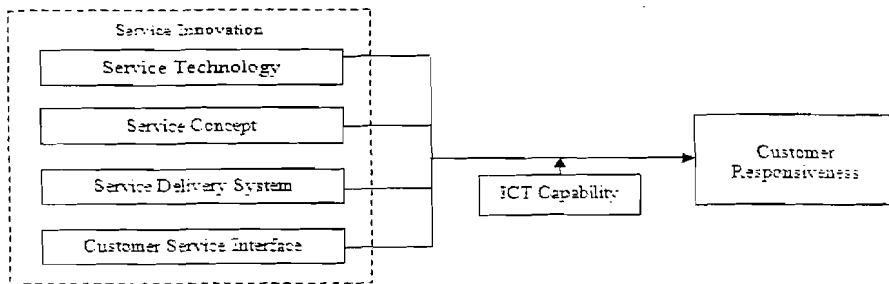 Service Innovation
Service Technology
Service Concept
Service Delivery System
Customer Service Interface
ICT Capability
Customer
Responsiveness